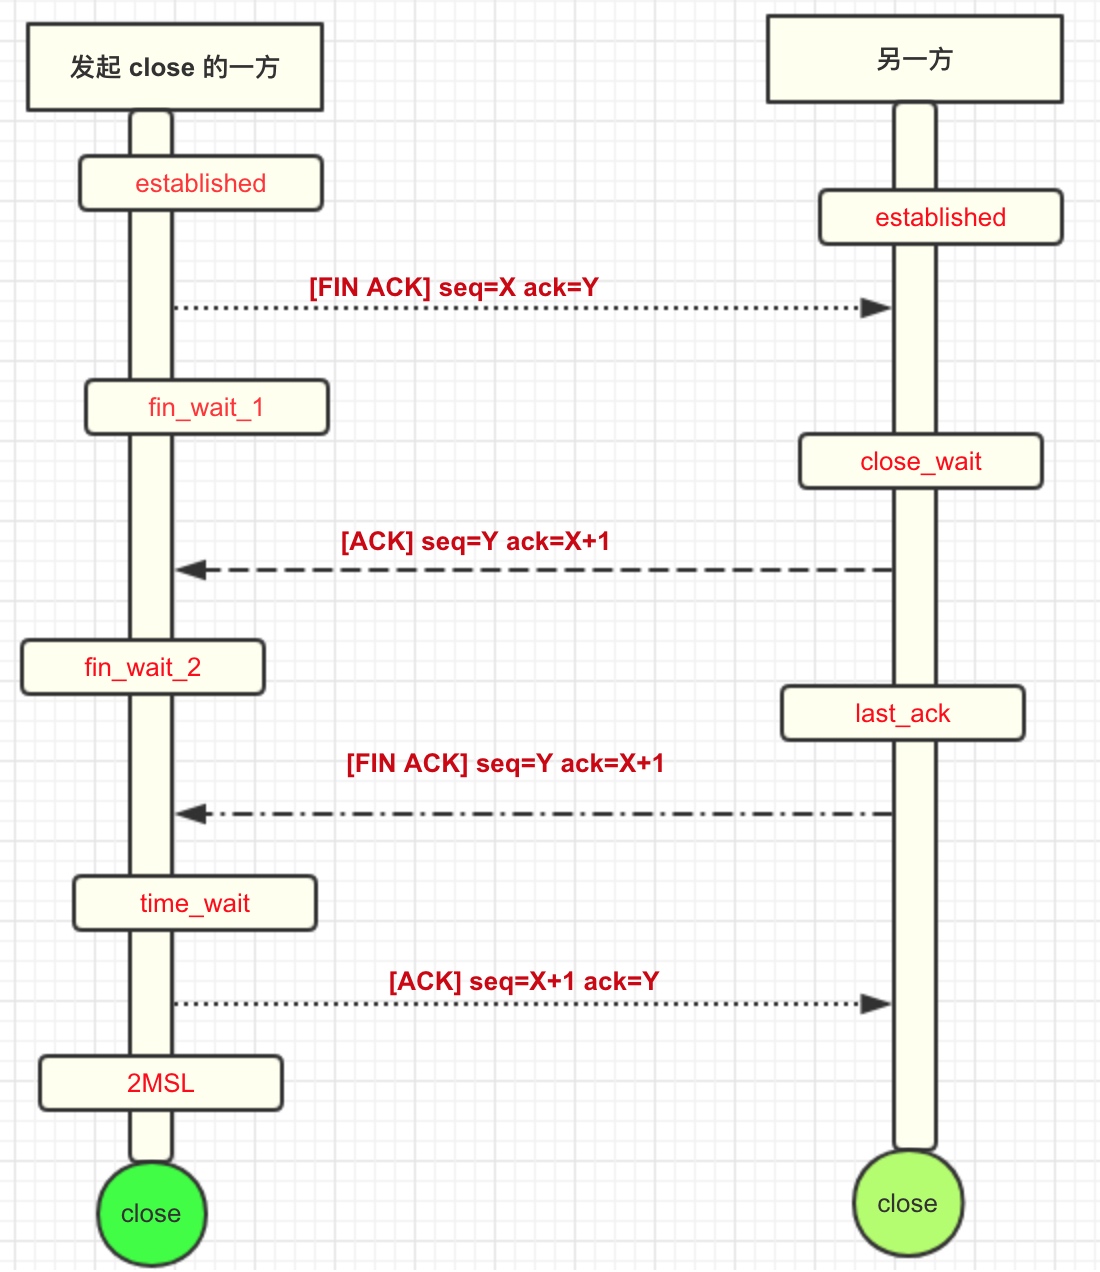 发起 close 的一方
另一方
established
established
[FIN ACK] seq=X ack=Y
fin_wait_1
close_wait
[ACK] seq=Y ack=X+1
fin_wait_2
last_ack
[FIN ACK] seq=Y ack=X+1
time_wait
[ACK] seq=X+1 ack=Y
2MSL
close
close